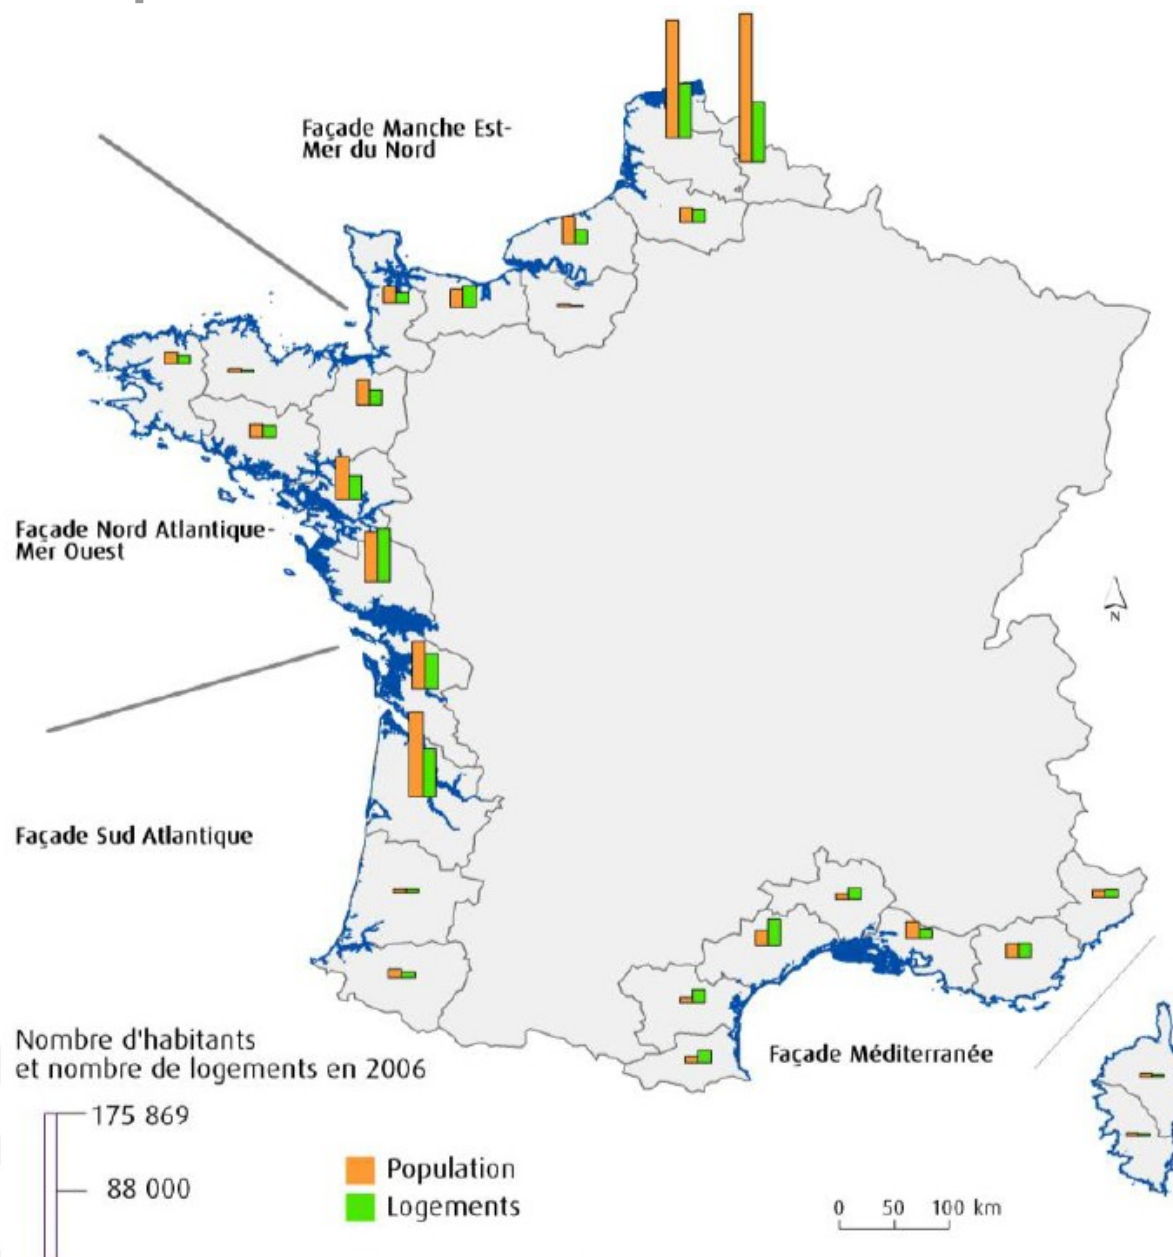 Façade Manche Est-
Mer du Nord
Façade Nord Atlantique-
Mer Ouest
N
Façade Sud Atlantique
Façade Méditerranée
Nombre d'habitants
et nombre de logements en 2006
175 869
88 000
Population
Logements
0 50 100 km